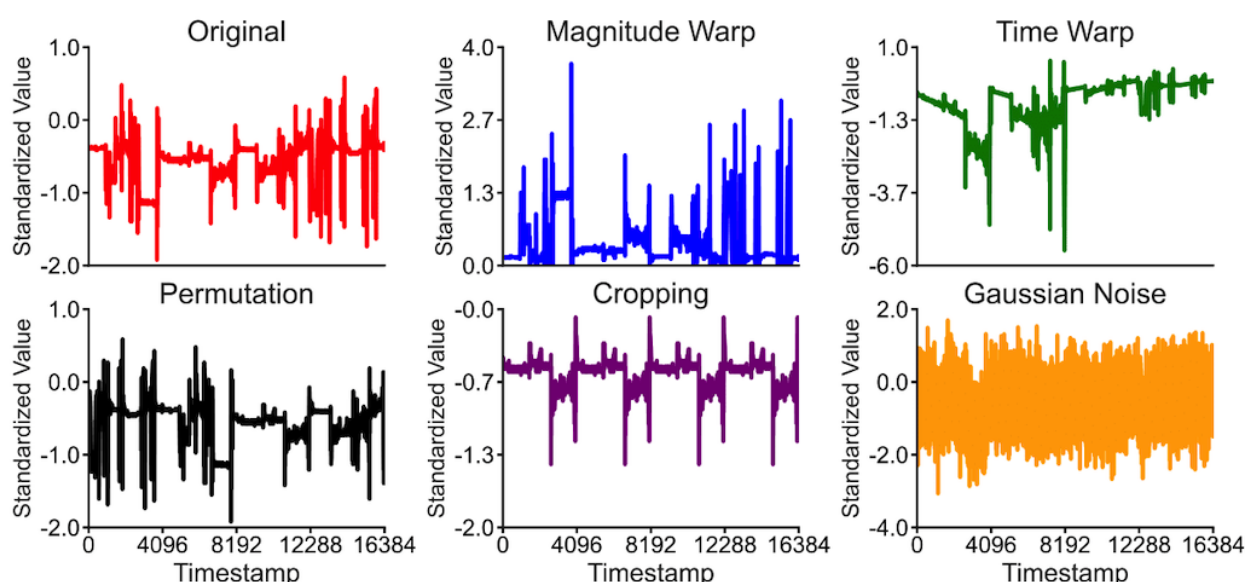 Original
Magnitude Warp
Time Warp
Standardized Value
1.0
0.0
-1.0
-2.0
Standardized Value
4.0
2.7
1.3
0.0
Standardized Value
1.0
-1.3
-3.7
-6.0
Permutation
Cropping
Gaussian Noise
Standardized Value
1.0
0.0
-1.0
-2.0
0 4096 8192 12288 16384
Timestamp
Standardized Value
-0.0
-0.7
-1.3
-2.0
0 4096 8192 12288 16384
Timestamp
Standardized Value
2.0
0.0
-2.0
-4.0
0 4096 8192 12288 16384
Timestamp